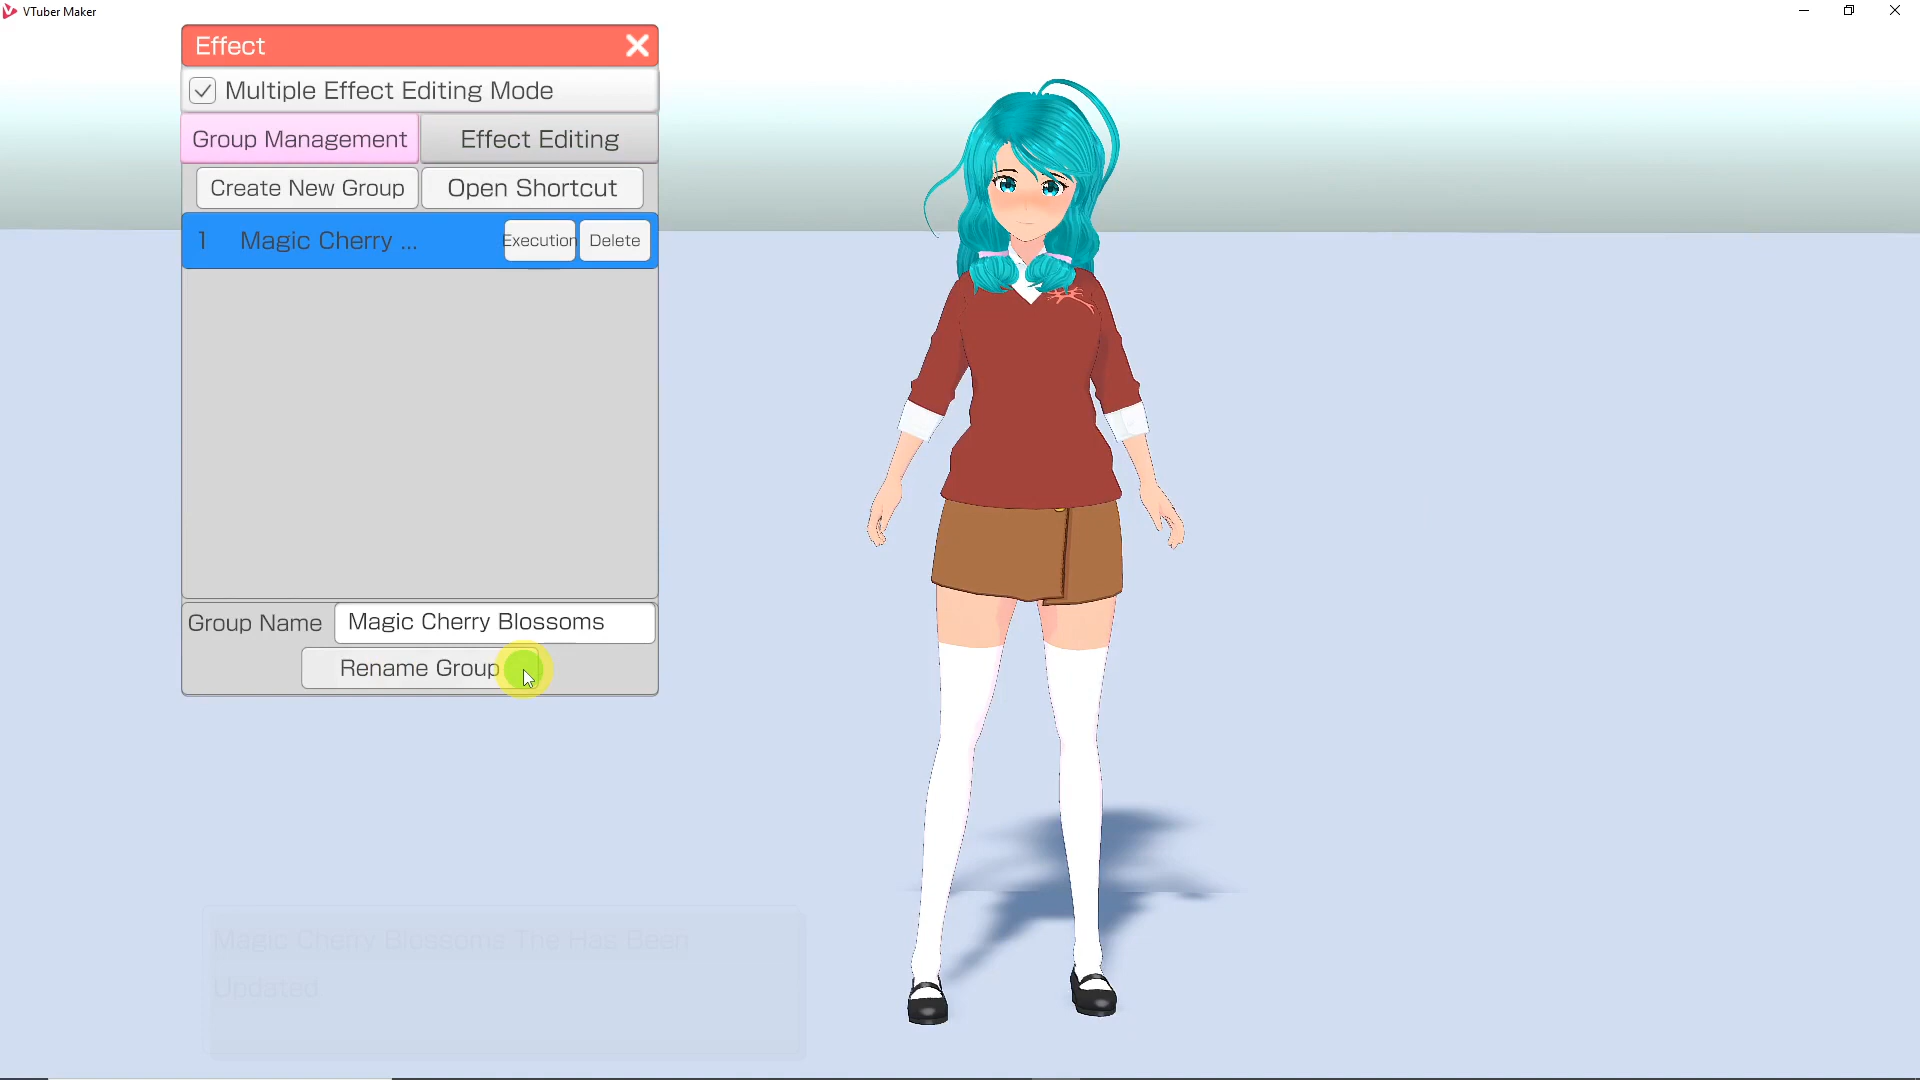 VTuber Maker
Effect
Multiple Effect Editing Mode
Group Management Effect Editing
Create New Group Open Shortcut
1 Magic Cherry ... Execution Delete
Group Name Magic Cherry Blossoms
Rename Group
Magic Cherry Blossoms The Has Been
Updated